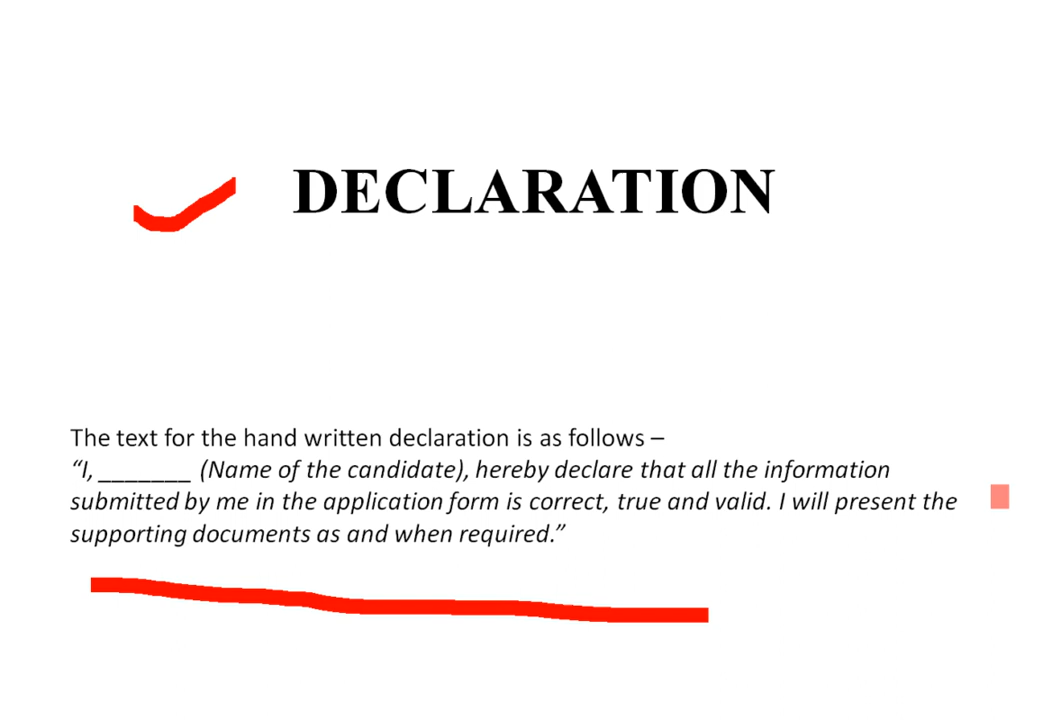 DECLARATION
The text for the hand written declaration is as follows –
“I, _______ (Name of the candidate), hereby declare that all the information
submitted by me in the application form is correct, true and valid. I will present the
supporting documents as and when required.”